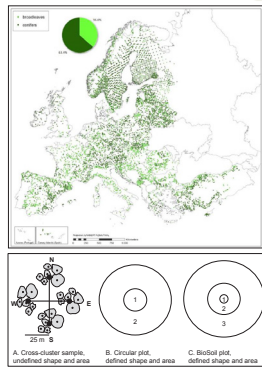 broadleaves
conifers
N
W
E
S
25 m
1
2
1
2
3
A. Cross-cluster sample,
undefined shape and area
B. Circular plot,
defined shape and area
C. BioSoil plot,
defined shape and area